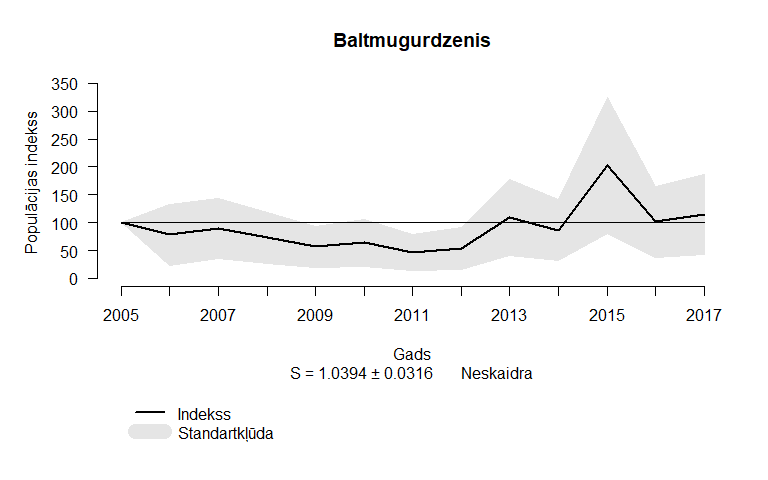 Baltmugurdzenis
Populācijas indekss
350
300
250
200
150
100
50
0
2005 2007 2009 2011 2013 2015 2017
Gads
S = 1.0394 ± 0.0316 Neskaidra
Indekss
Standartkļūda